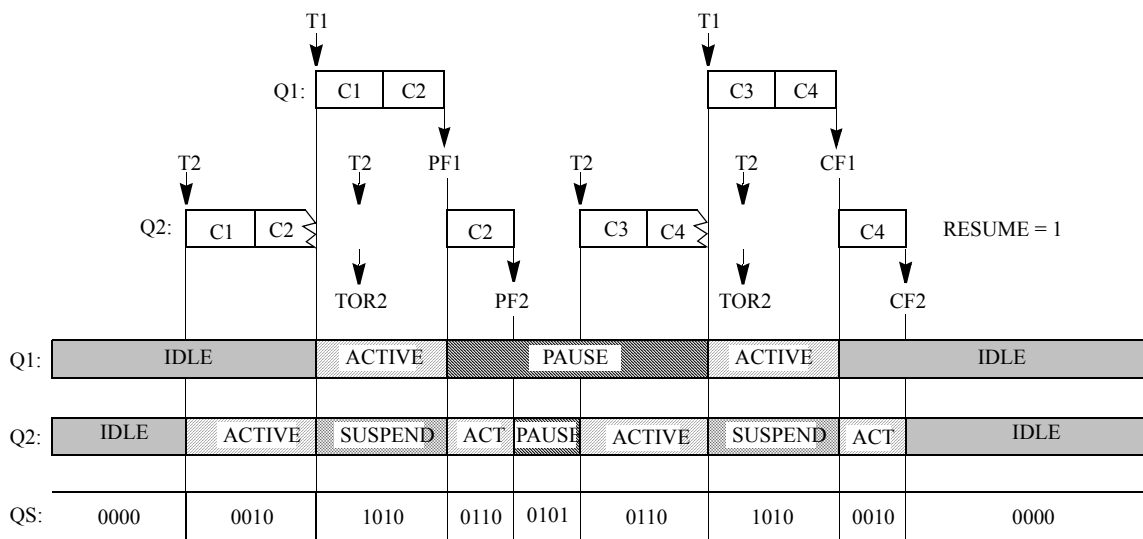 T1 T1
Q1: C1 C2 C3 C4
T2 T2 PF1 T2 T2 CF1
Q2: C1 C2 C2 C3 C4 C4 RESUME = 1
TOR2 PF2 TOR2 CF2
Q1: IDLE ACTIVE PAUSE ACTIVE IDLE
Q2: IDLE ACTIVE SUSPEND ACT PAUSE ACTIVE SUSPEND ACT IDLE
QS: 0000 0010 1010 0110 0101 0110 1010 0010 0000